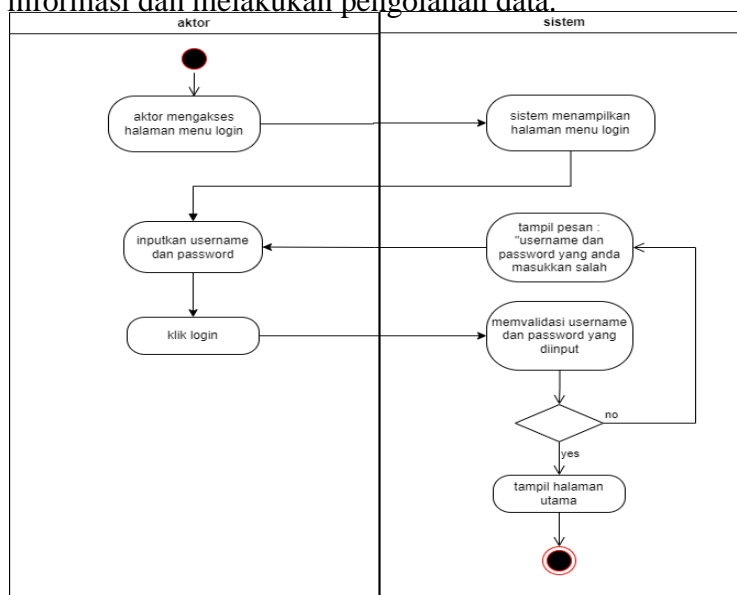 informasi dan melakukan pengolahan data.
aktor
sistem
aktor mengakses
halaman menu login
sistem menampilkan
halaman menu login
inputkan username
dan password
tampil pesan :
"username dan
password yang anda
masukkan salah
klik login
memvalidasi username
dan password yang
diinput
no
yes
tampil halaman
utama